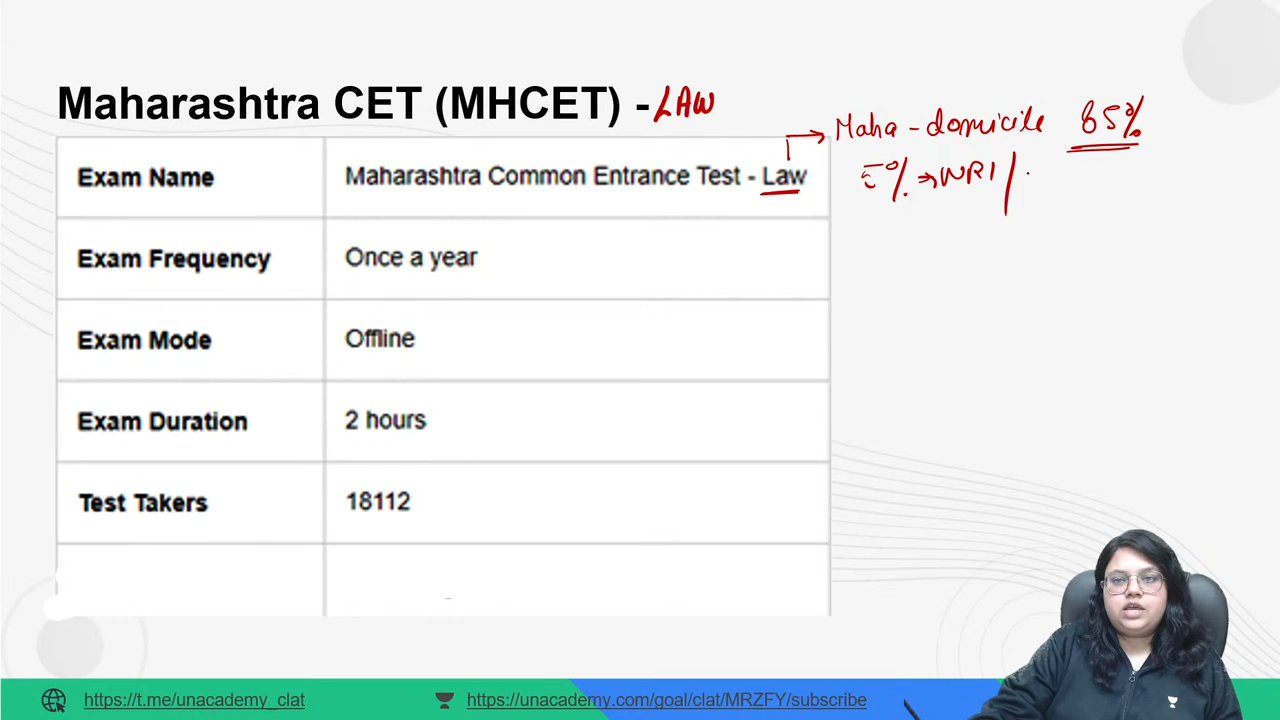 Maharashtra CET (MHCET) - LAW
Maha - domicile 85%
5% → NRI /.
Exam Name Maharashtra Common Entrance Test - Law
Exam Frequency Once a year
Exam Mode Offline
Exam Duration 2 hours
Test Takers 18112
https://t.me/unacademy_clat https://unacademy.com/goal/clat/MRZFY/subscribe